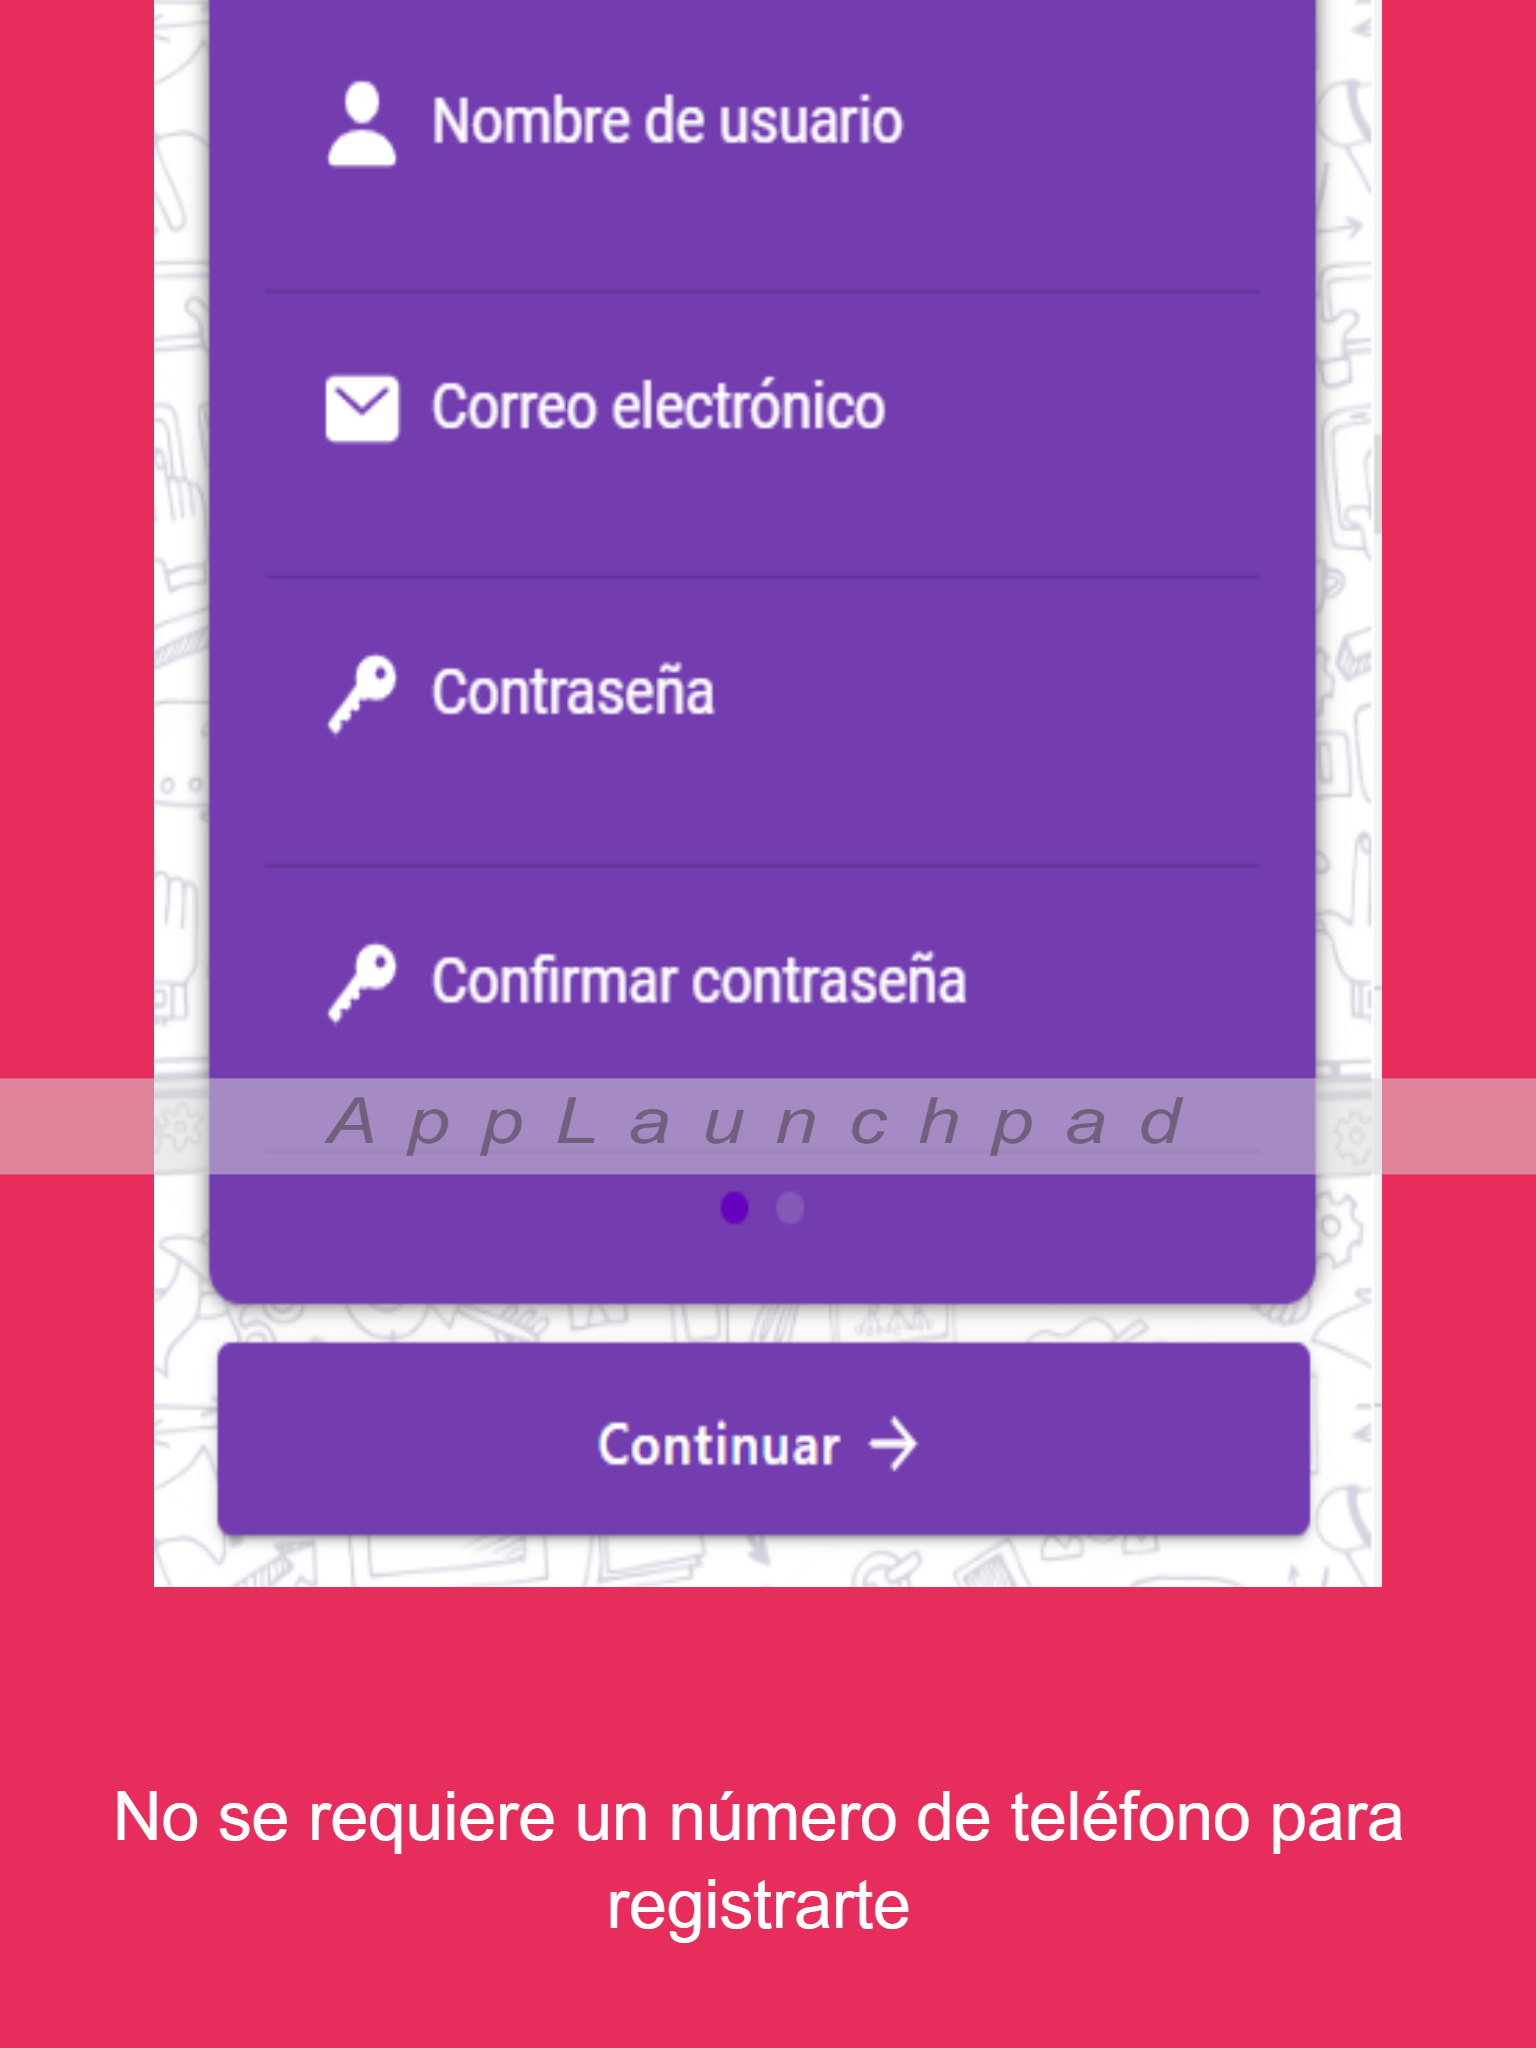 Nombre de usuario
Correo electrónico
Contraseña
Confirmar contraseña
AppLaunchpad
Continuar →
No se requiere un número de teléfono para
registrarte